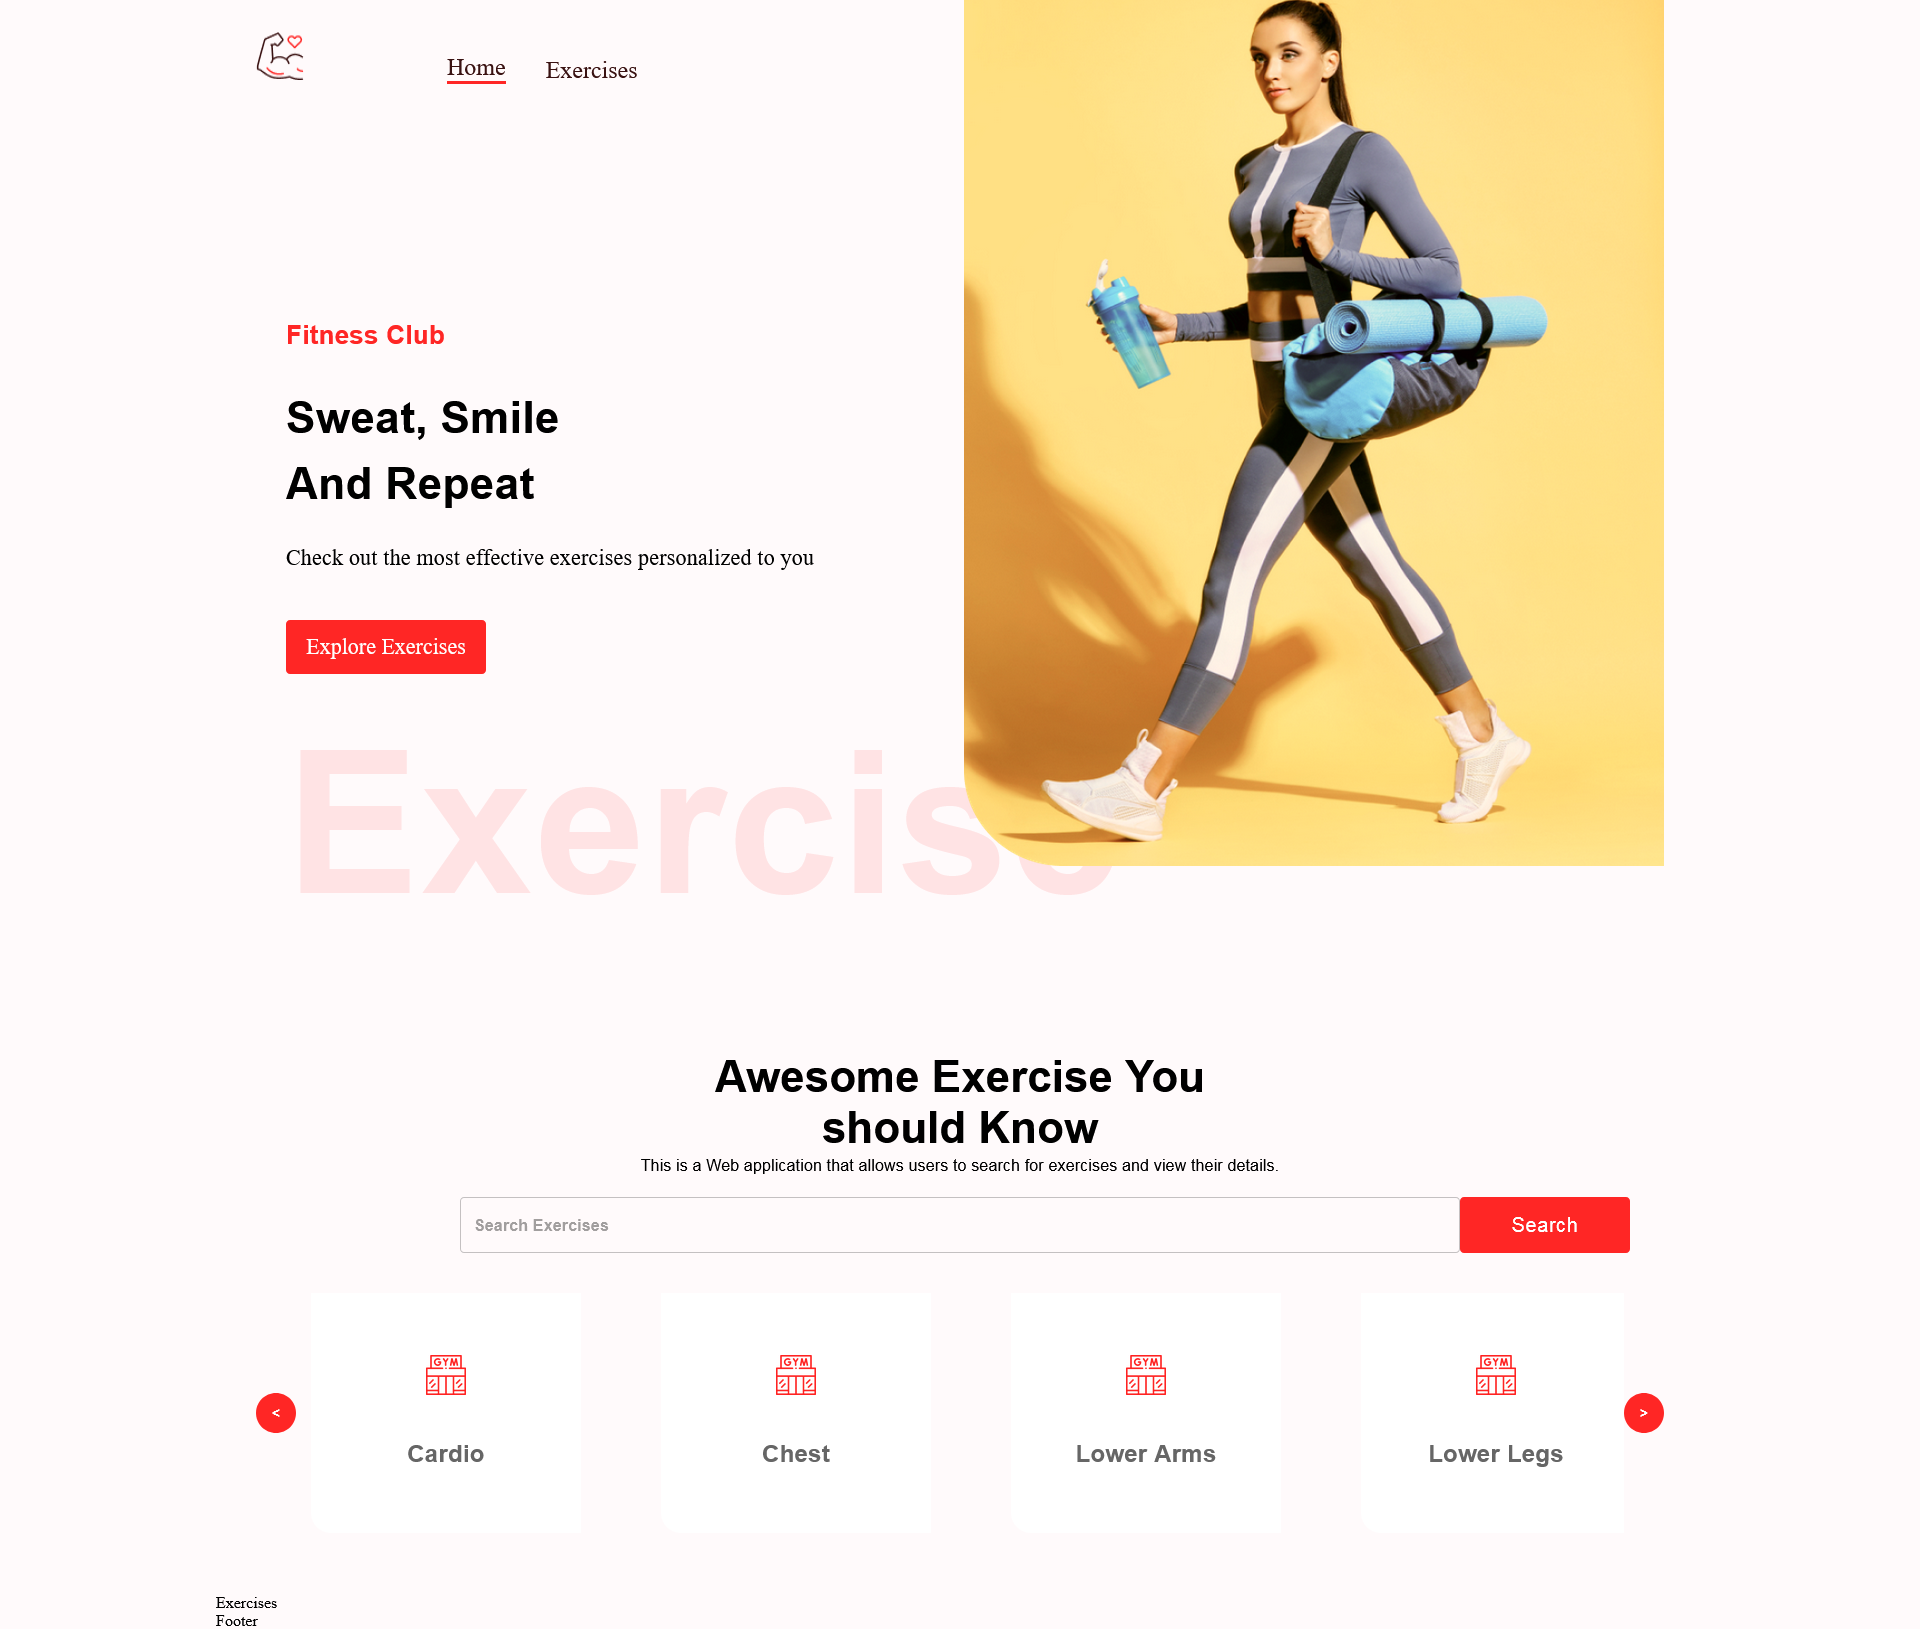 Home
Exercises
Fitness Club
Sweat, Smile
And Repeat
Check out the most effective exercises personalized to you
Explore Exercises
Exercise
Awesome Exercise You
should Know
This is a Web application that allows users to search for exercises and view their details.
Search Exercises
Search
<
GYM
Cardio
GYM
Chest
GYM
Lower Arms
GYM
Lower Legs
>
Exercises
Footer